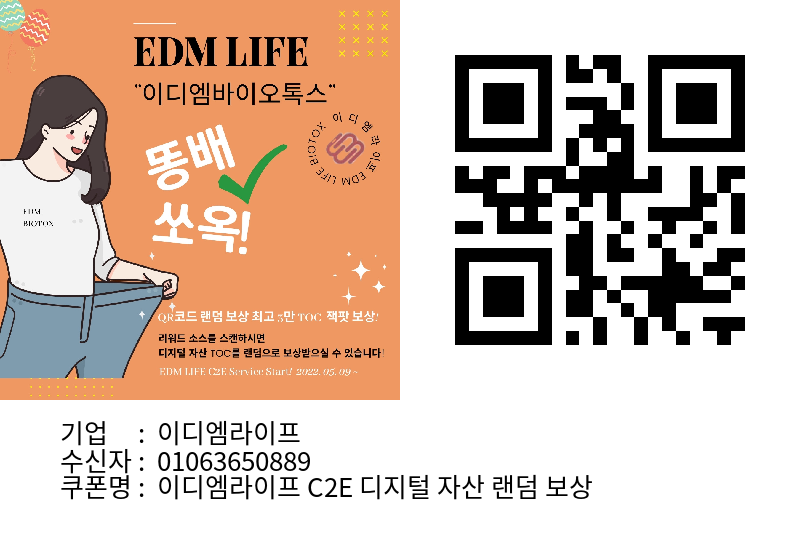 EDM LIFE
"이디엠바이오톡스"
똥배
쏘옥!
이디엠라이프 EDM LIFE BIOTOX
EDM
BIOTOX
QR코드 랜덤 보상 최고 5만 TOC 잭팟 보상!
리워드 소스를 스캔하시면
디지털 자산 TOC를 랜덤으로 보상받으실 수 있습니다!
EDM LIFE C2E Service Start! 2022. 05. 09 ~
기업 : 이디엠라이프
수신자 : 01063650889
쿠폰명 : 이디엠라이프 C2E 디지털 자산 랜덤 보상